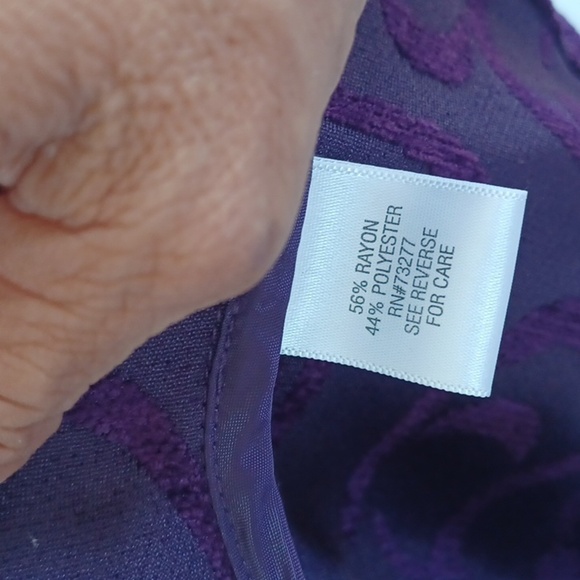 56% RAYON
44% POLYESTER
RN#73277
SEE REVERSE
FOR CARE